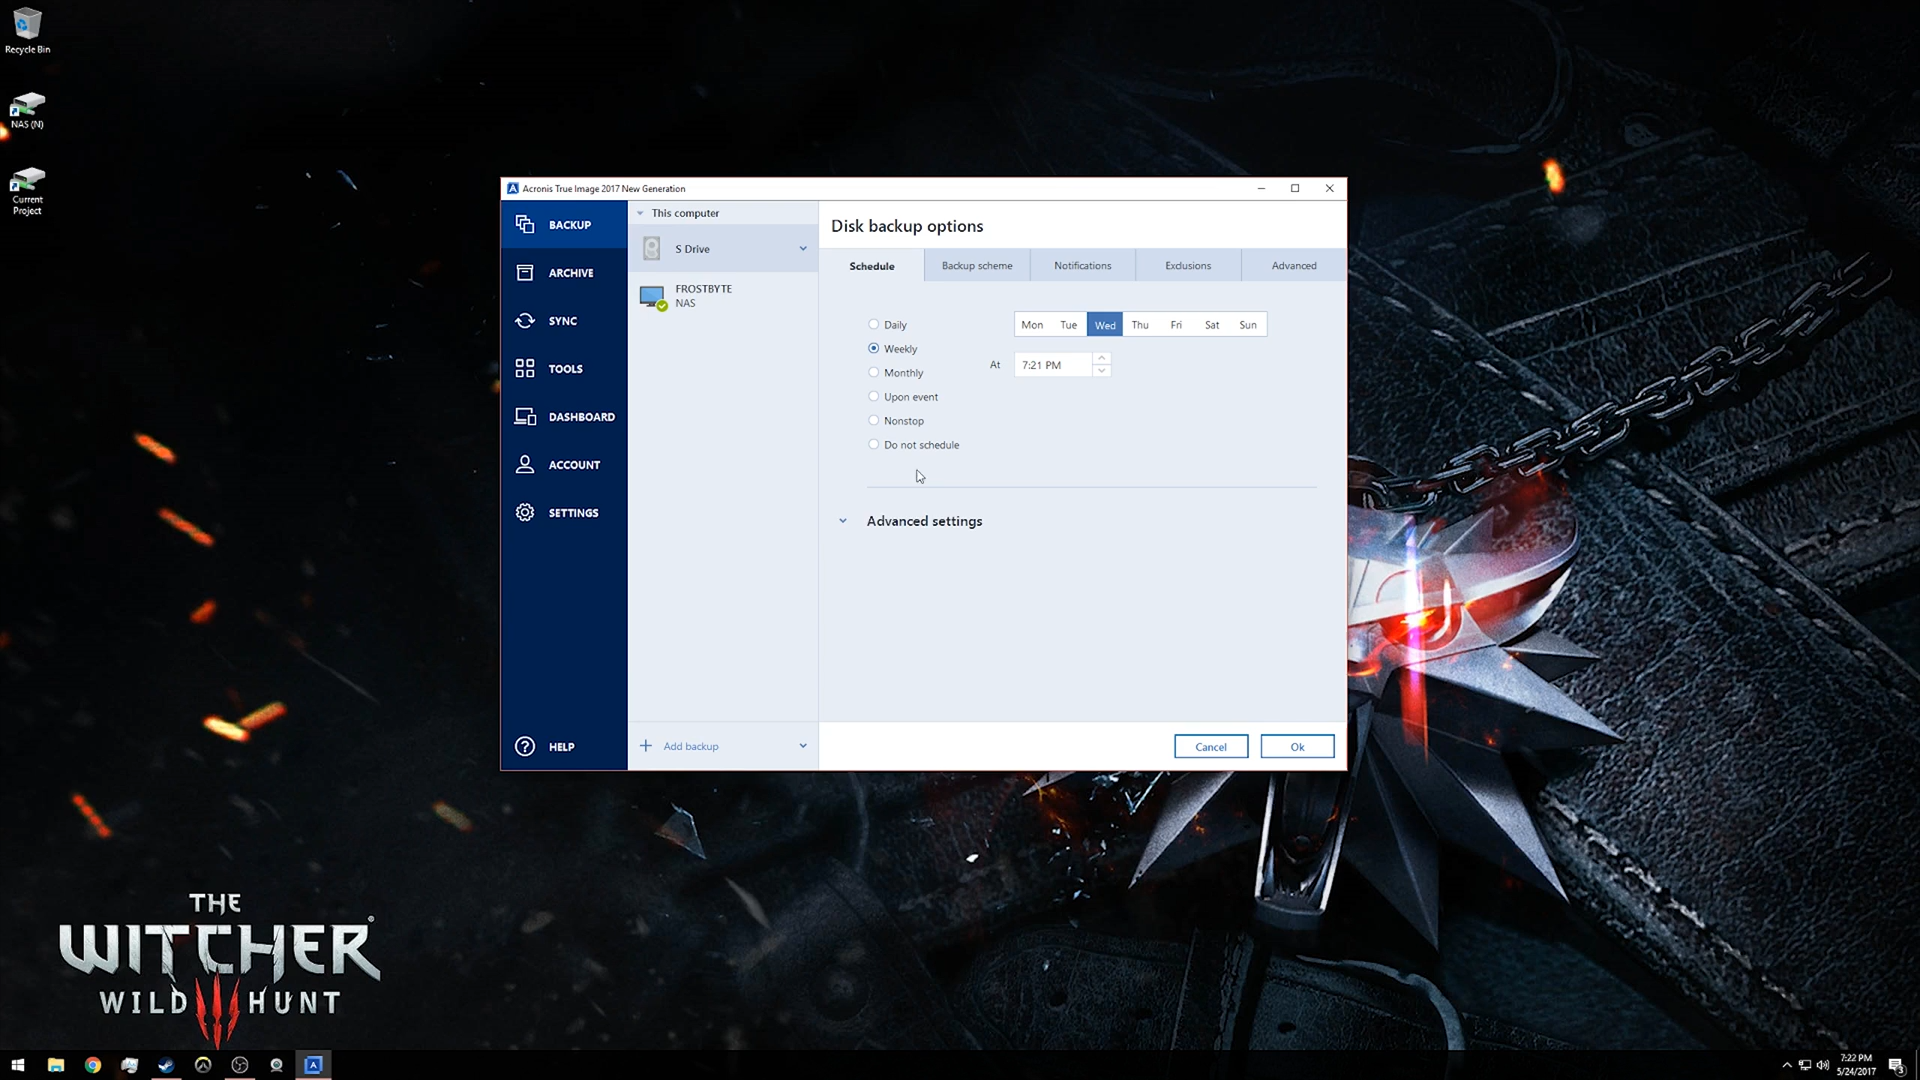 Recycle Bin
NAS (N)
Current
Project
Acronis True Image 2017 New Generation
BACKUP
ARCHIVE
SYNC
TOOLS
DASHBOARD
ACCOUNT
SETTINGS
HELP
This computer
S Drive
FROSTBYTE
NAS
Add backup
Disk backup options
Schedule
Backup scheme
Notifications
Exclusions
Advanced
Daily
Weekly
Monthly
Upon event
Nonstop
Do not schedule
Mon Tue Wed Thu Fri Sat Sun
At 7:21 PM
Advanced settings
Cancel
Ok
THE
WITCHER
WILD III HUNT
7:22 PM
5/24/2017
3